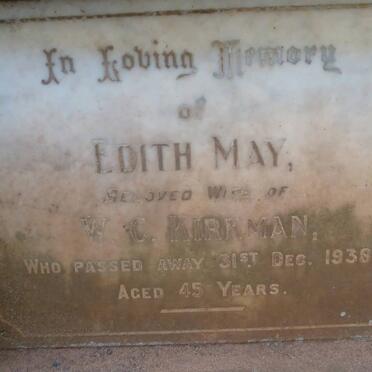 In Loving Memory
of
EDITH MAY,
BELOVED WIFE OF
W. C. KIRKMAN,
WHO PASSED AWAY 31ST DEC. 1938
AGED 45 YEARS.